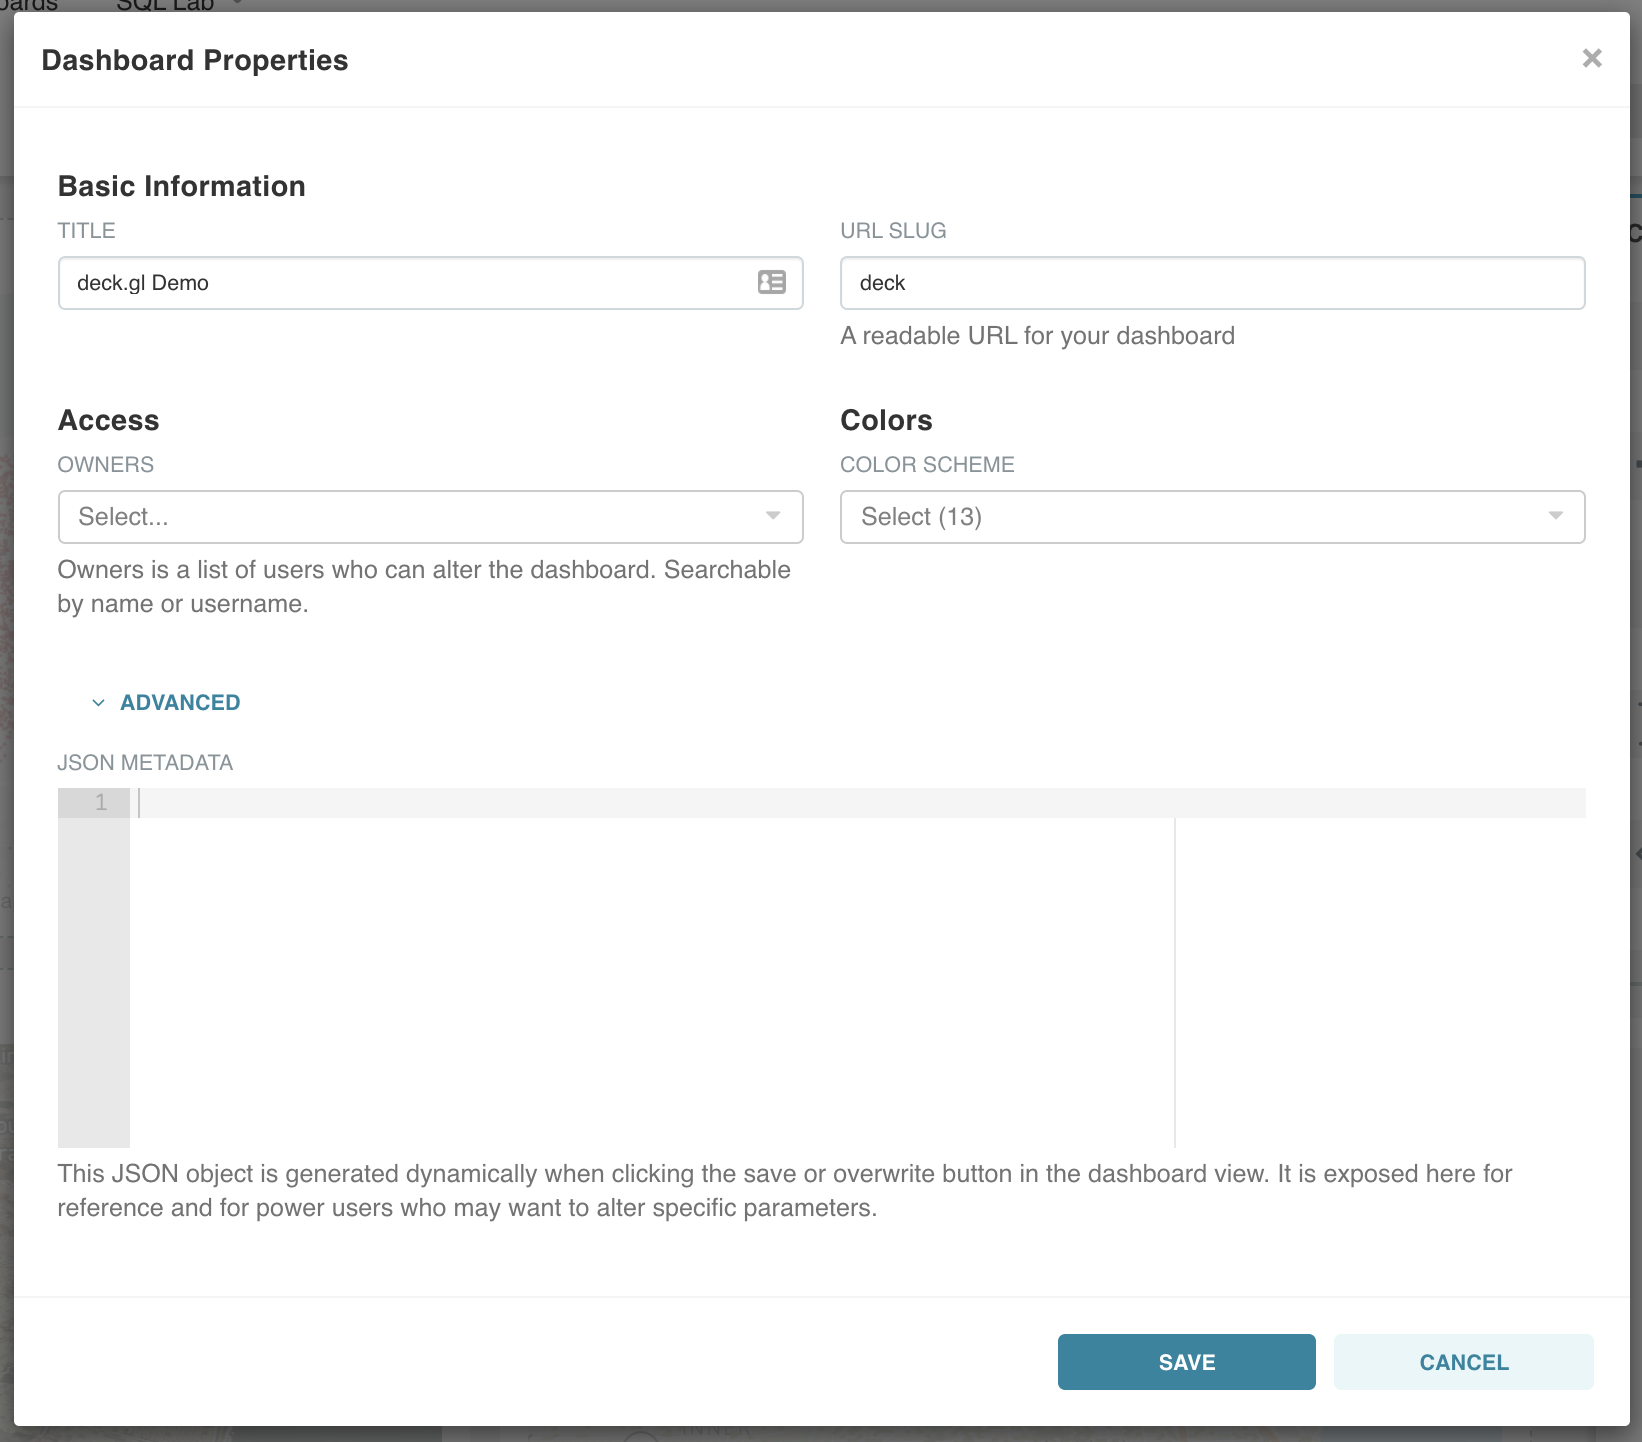 SQL Lab
Dashboard Properties
Basic Information
TITLE
URL SLUG
deck.gl Demo
deck
A readable URL for your dashboard
Access
Colors
OWNERS
COLOR SCHEME
Select...
Select (13)
Owners is a list of users who can alter the dashboard. Searchable
by name or username.
ADVANCED
JSON METADATA
1
This JSON object is generated dynamically when clicking the save or overwrite button in the dashboard view. It is exposed here for
reference and for power users who may want to alter specific parameters.
SAVE
CANCEL